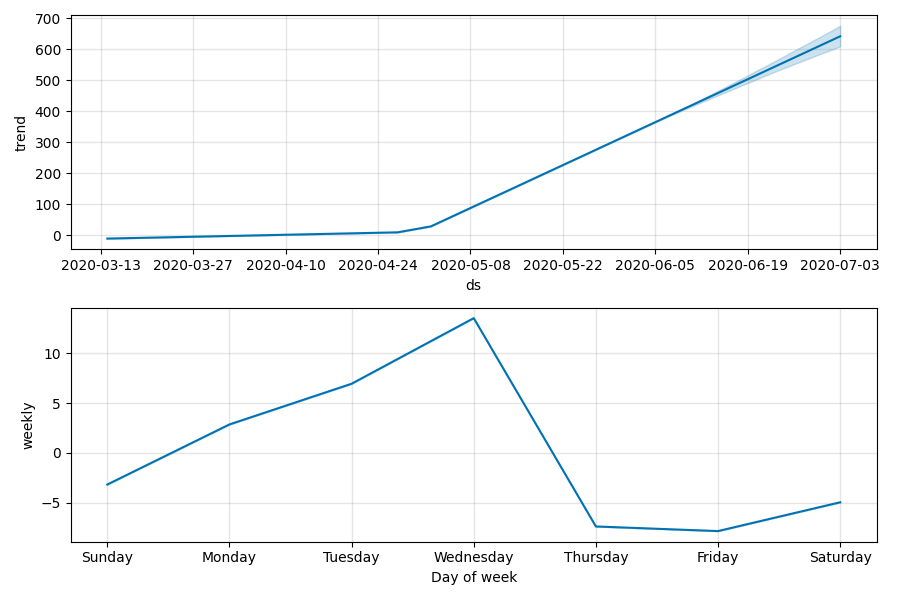 700
600
500
400
300
200
100
0
trend
2020-03-13 2020-03-27 2020-04-10 2020-04-24 2020-05-08 2020-05-22 2020-06-05 2020-06-19 2020-07-03
ds
10
5
0
−5
weekly
Sunday Monday Tuesday Wednesday Thursday Friday Saturday
Day of week